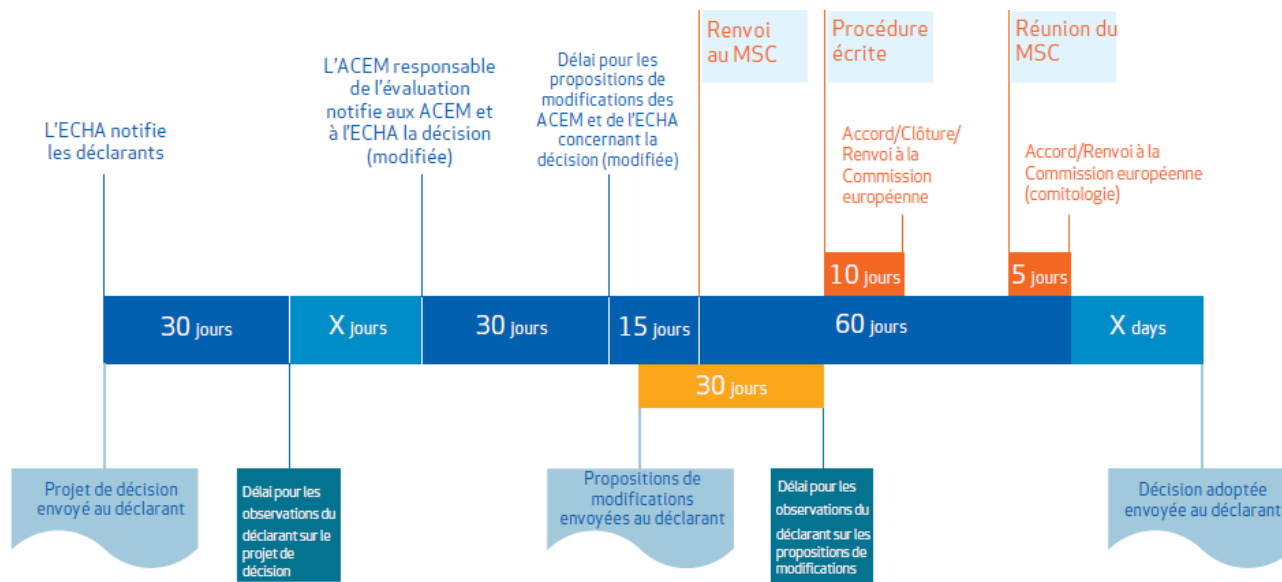 L'ECHA notifie
les déclarants
L'ACEM responsable
de l'évaluation
notifie aux ACEM et
à l'ECHA la décision
(modifiée)
Délai pour les
propositions de
modifications des
ACEM et de l'ECHA
concernant la
décision (modifiée)
Renvoi
au MSC
Procédure
écrite
Accord/Clôture/
Renvoi à la
Commission
européenne
Réunion du
MSC
Accord/Renvoi à la
Commission européenne
(comitologie)
10 jours
5 jours
30 jours
X jours
30 jours
15 jours
60 jours
X days
30 jours
Projet de décision
envoyé au déclarant
Délai pour les
observations du
déclarant sur le
projet de
décision
Propositions de
modifications
envoyées au déclarant
Délai pour les
observations du
déclarant sur les
propositions de
modifications
Décision adoptée
envoyée au déclarant